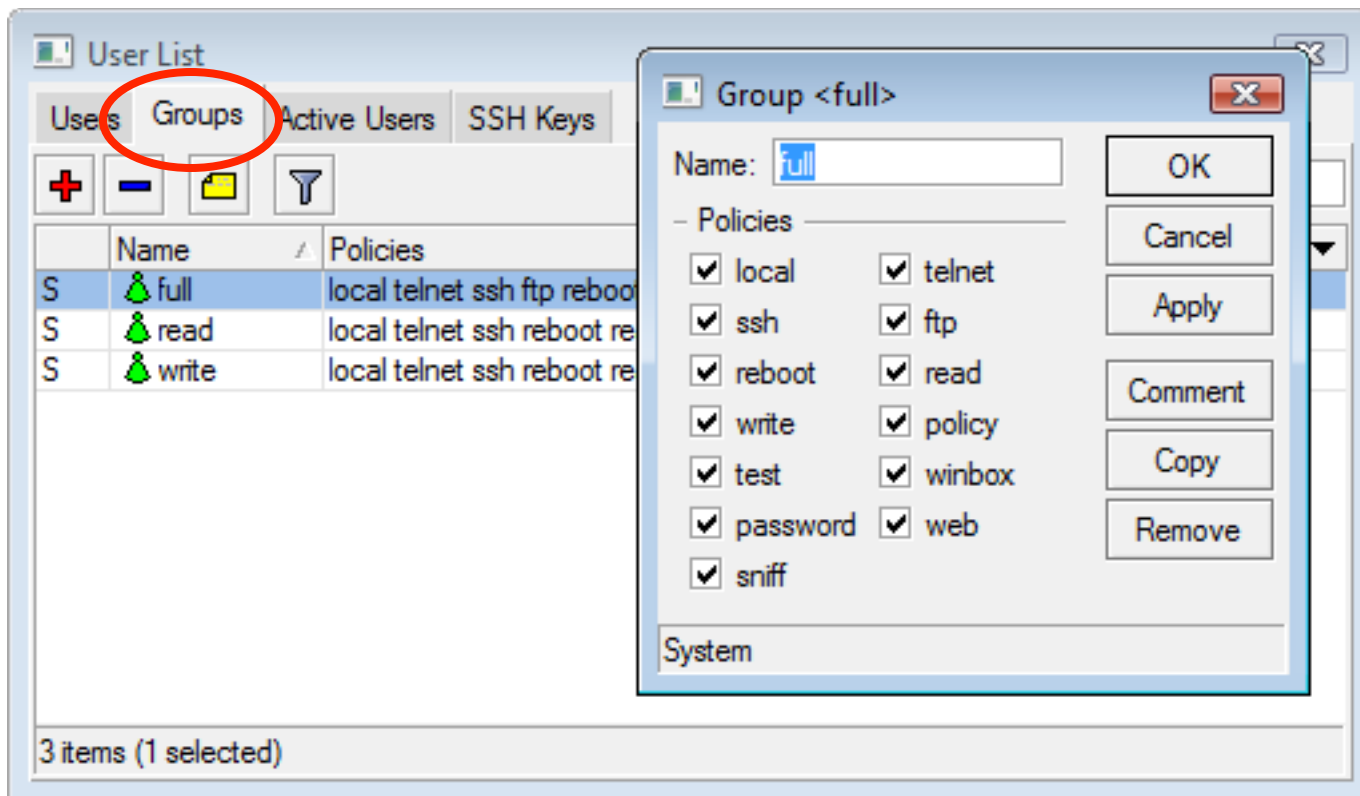 User List
Users Groups Active Users SSH Keys
Name Policies
S full local telnet ssh ftp reboot
S read local telnet ssh reboot re
S write local telnet ssh reboot re
3 items (1 selected)
Group <full>
Name: full
Policies
local telnet
ssh ftp
reboot read
write policy
test winbox
password web
sniff
OK
Cancel
Apply
Comment
Copy
Remove
System